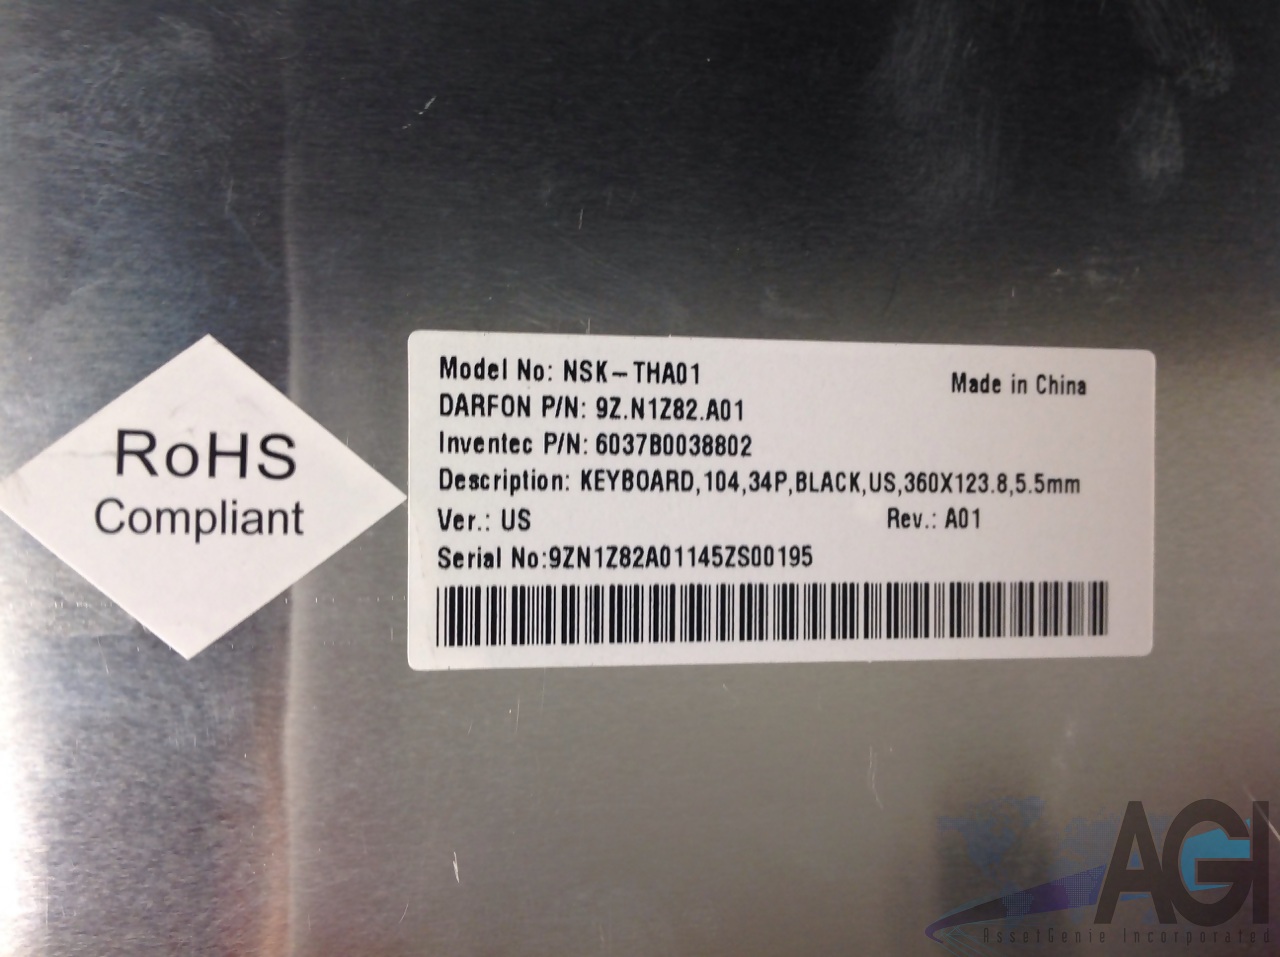 RoHS
Compliant
Model No: NSK-THA01
Made in China
DARFON P/N: 9Z.N1Z82.A01
Inventec P/N: 6037B0038802
Description: KEYBOARD,104,34P,BLACK,US,360X123.8,5.5mm
Ver.: US
Rev.: A01
Serial No:9ZN1Z82A01145ZS00195
AGI
AssetGenie Incorporated